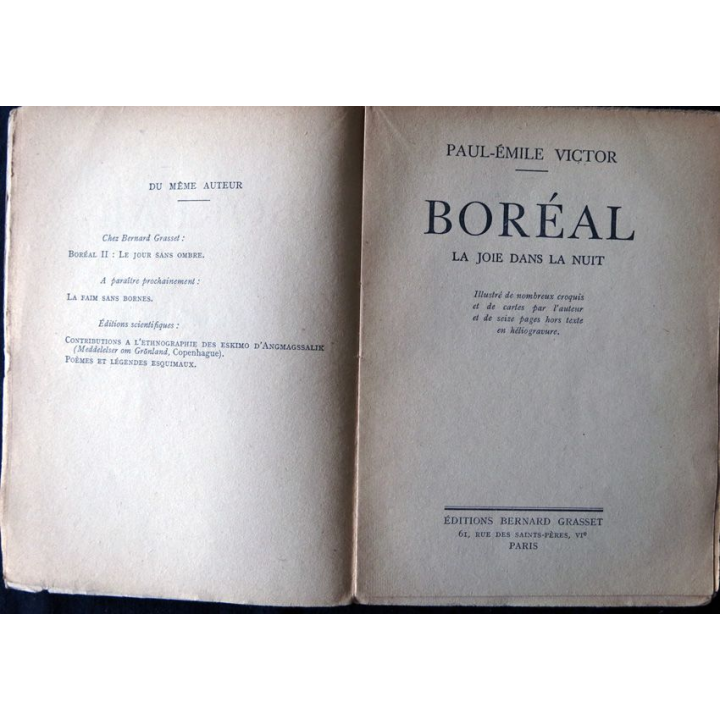 DU MÊME AUTEUR
Chez Bernard Grasset :
BORÉAL II : LE JOUR SANS OMBRE.
A paraître prochainement :
LA FAIM SANS BORNES.
Éditions scientifiques :
CONTRIBUTIONS A L'ETHNOGRAPHIE DES ESKIMO D'ANGMAGSSALIK
(Meddelelser om Grönland, Copenhague).
POÈMES ET LÉGENDES ESQUIMAUX.
PAUL-ÉMILE VICTOR
BORÉAL
LA JOIE DANS LA NUIT
Illustré de nombreux croquis
et de cartes par l'auteur
et de seize pages hors texte
en héliogravure.
ÉDITIONS BERNARD GRASSET
61, RUE DES SAINTS-PÈRES, VIe
PARIS